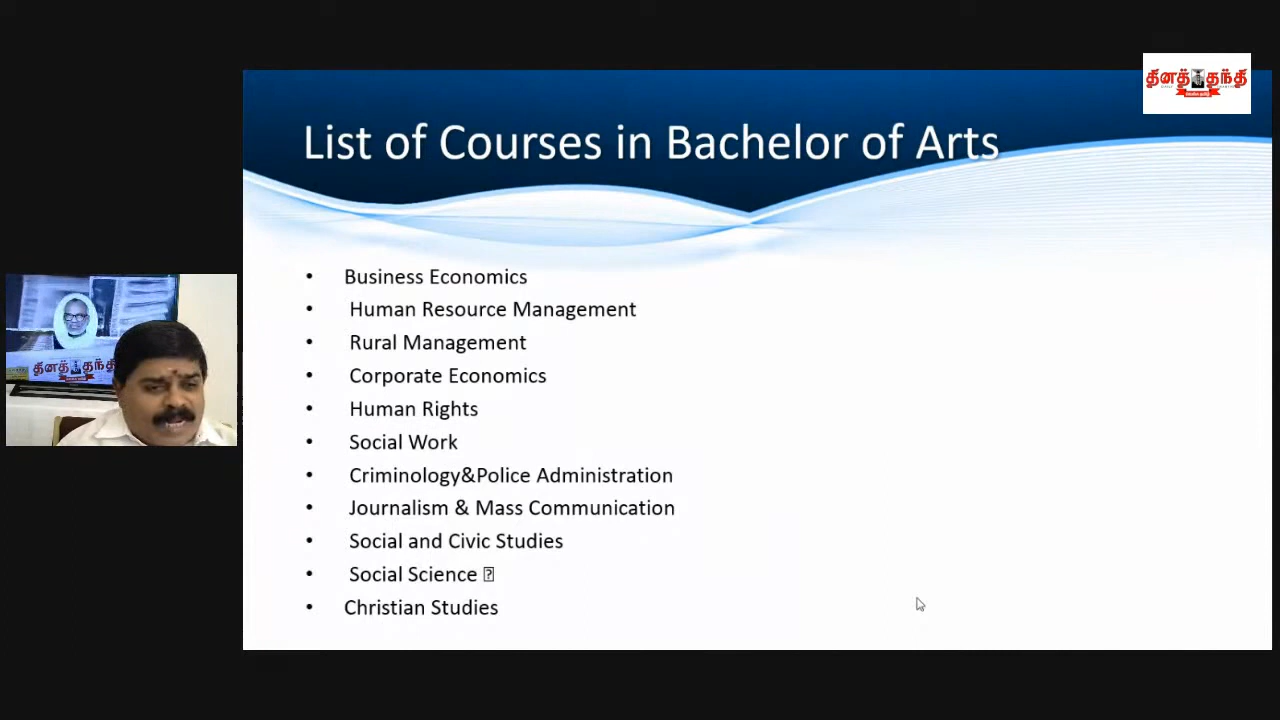 தினத் தந்தி
List of Courses in Bachelor of Arts
• Business Economics
• Human Resource Management
• Rural Management
• Corporate Economics
• Human Rights
• Social Work
• Criminology&Police Administration
• Journalism & Mass Communication
• Social and Civic Studies
• Social Science
• Christian Studies
தினத் தந்தி